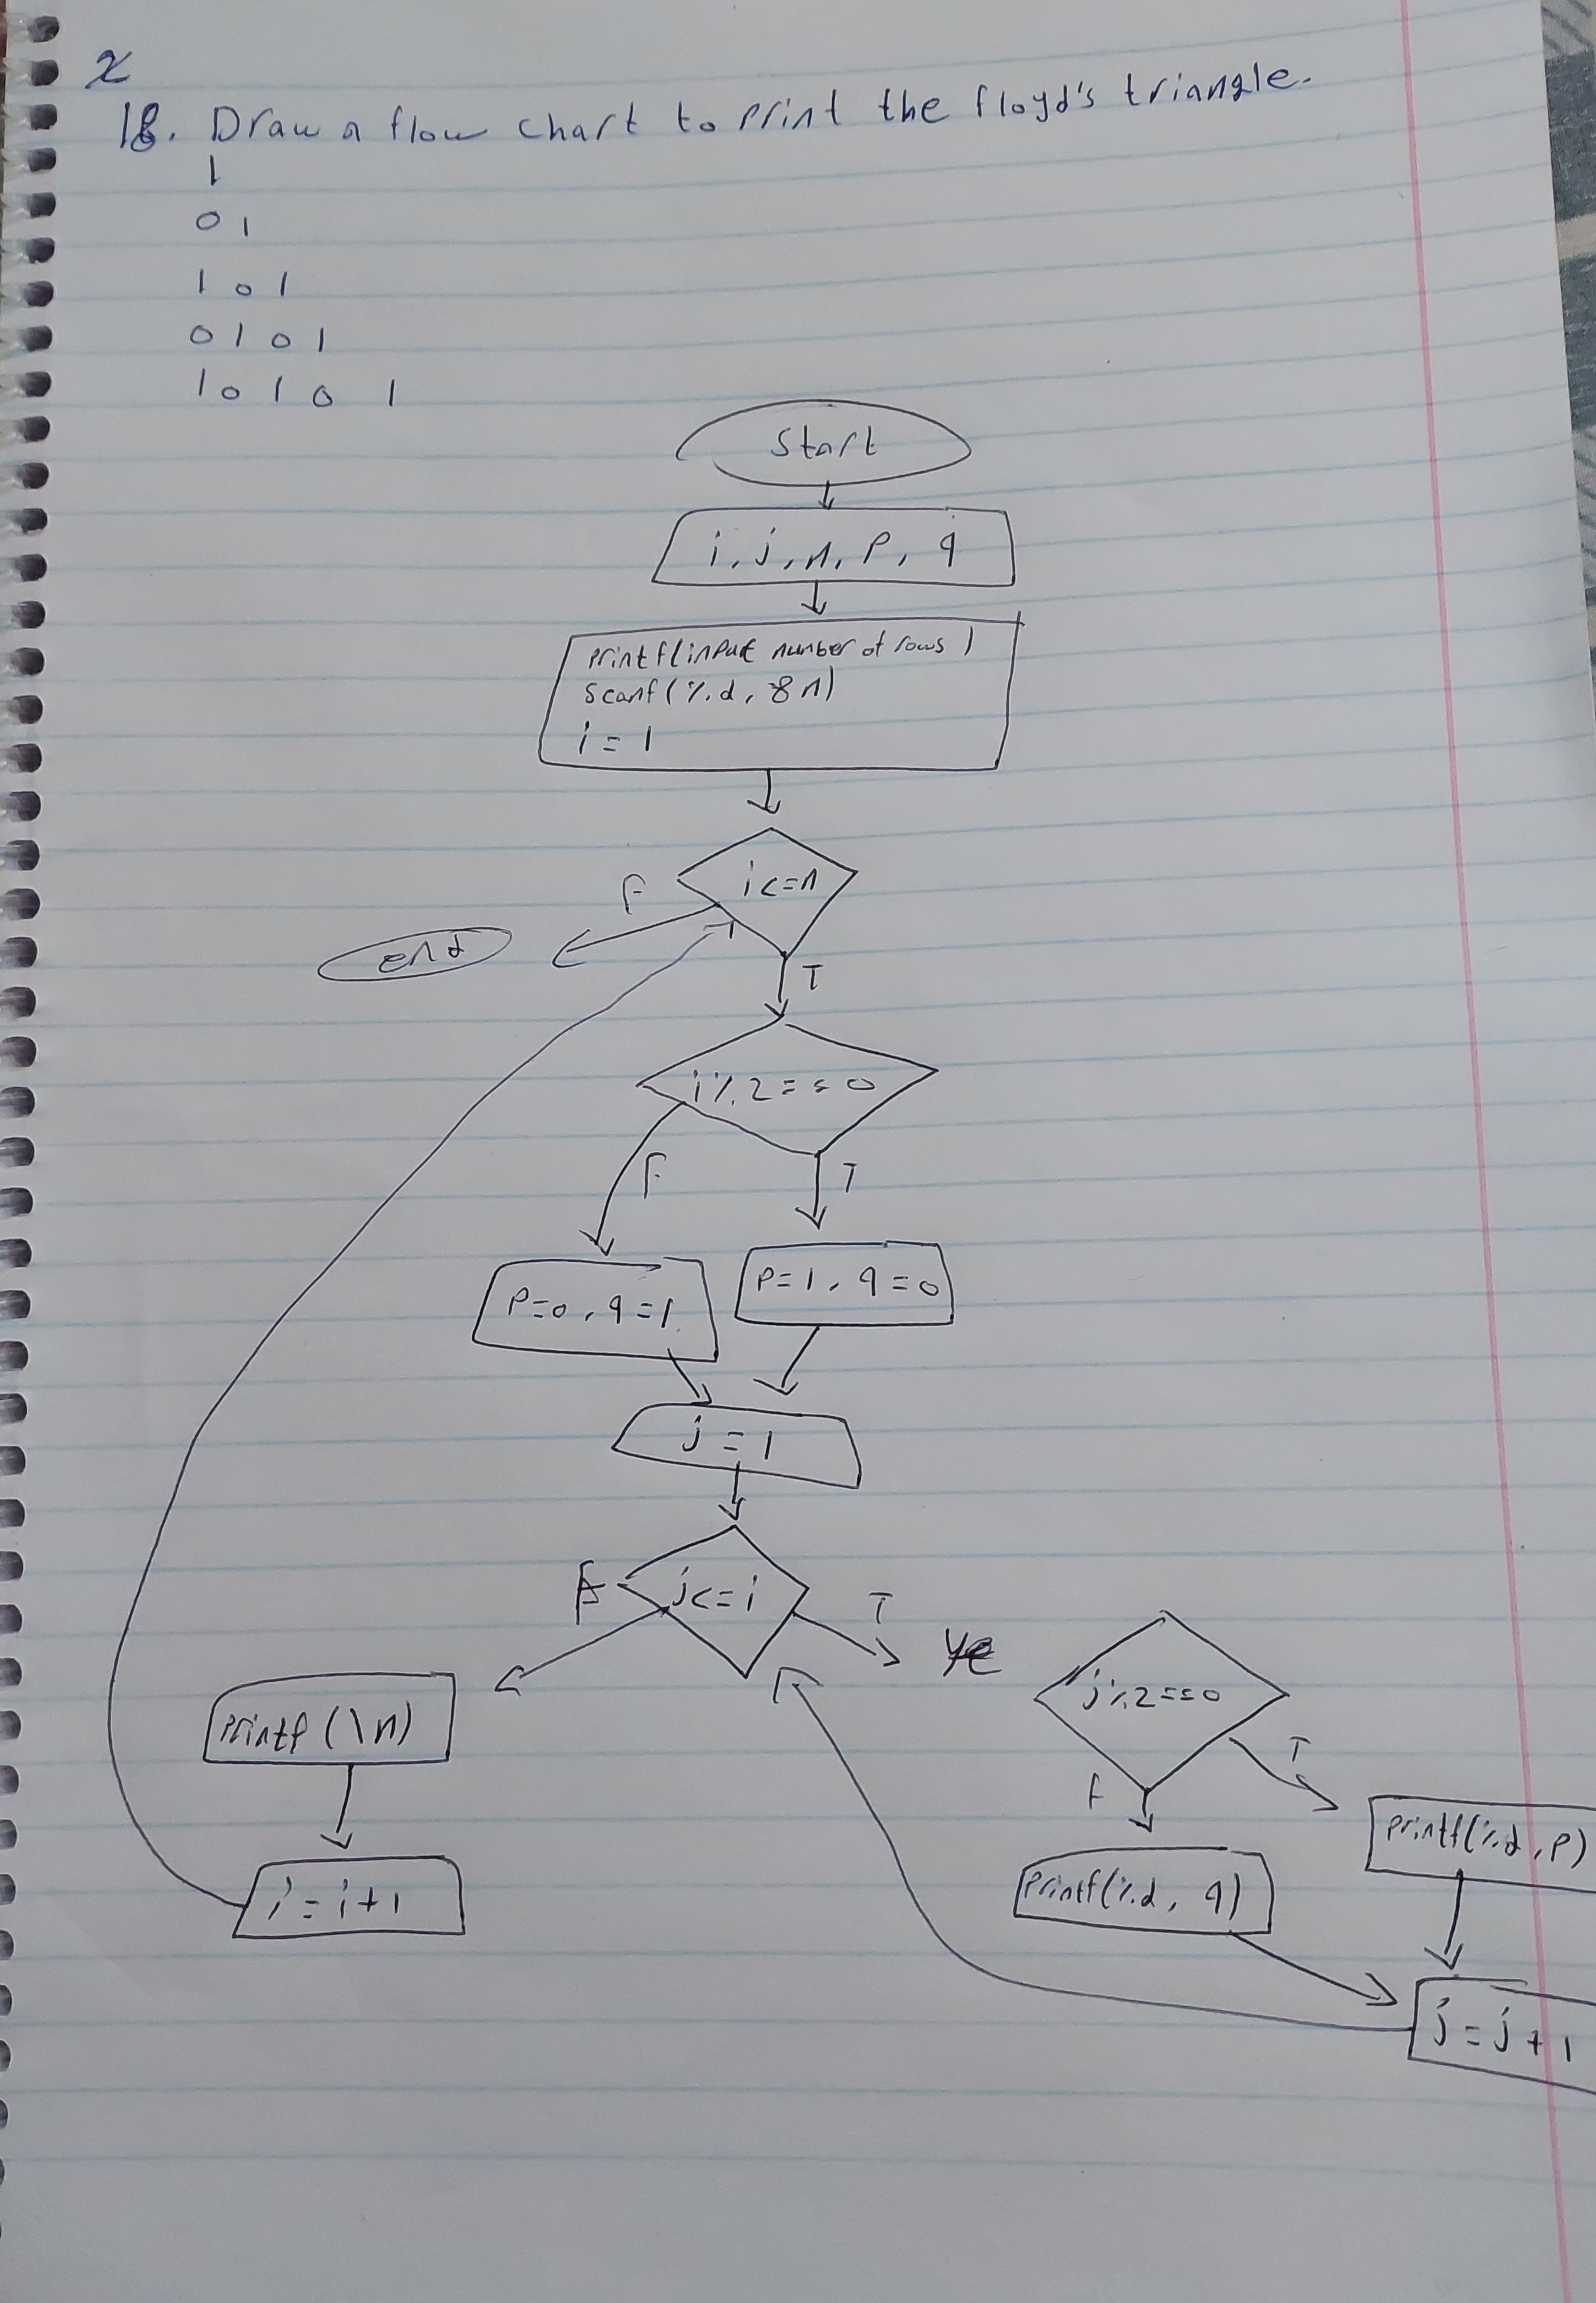 x
18. Draw a flow chart to print the floyd's triangle.
1
0 1
1 0 1
0 1 0 1
1 0 1 0 1
Start
i, j, n, P, q
printf(input number of rows)
Scanf(%d, &n)
i = 1
i<=n
F
end
T
i%2==0
F
T
P=0, q=1
P=1, q=0
j=1
j<=i
F
T
j%2==0
T
F
printf(\n)
printf(%d, P)
printf(%d, q)
i=i+1
j=j+1